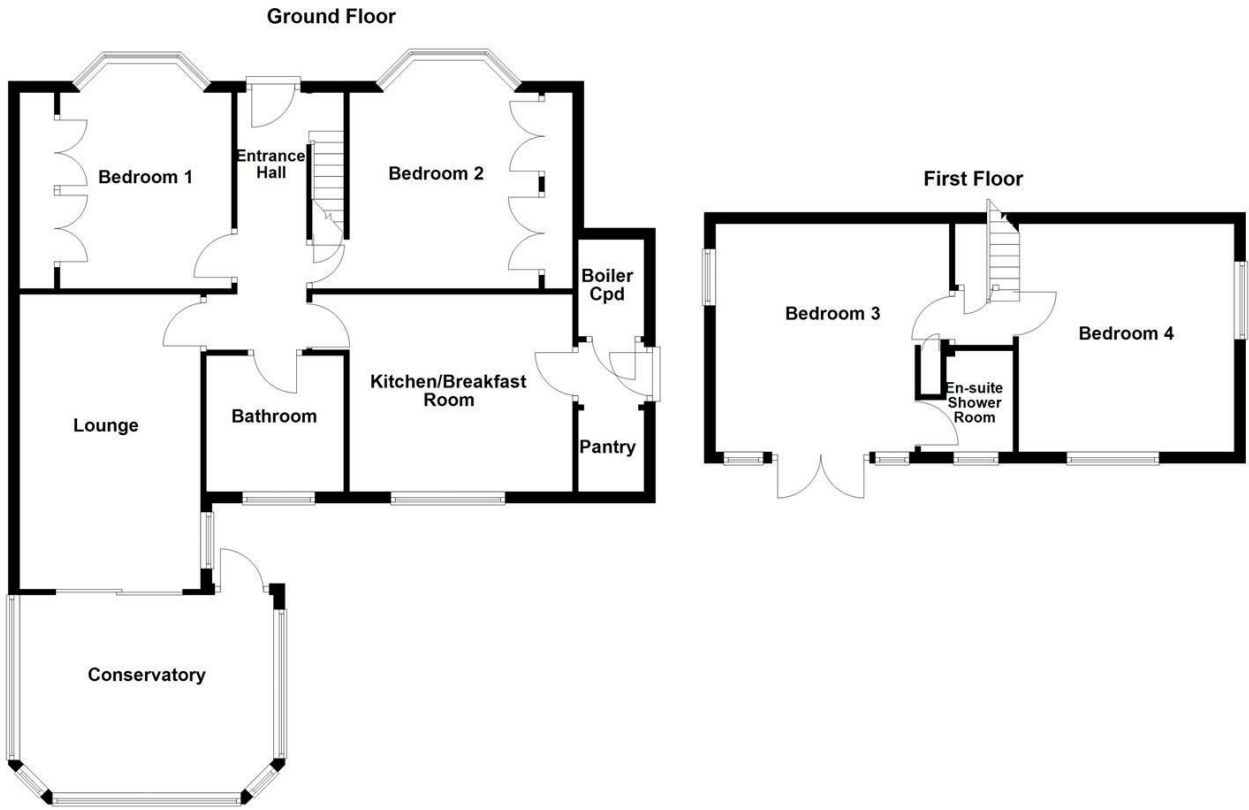 Ground Floor
Bedroom 1
Entrance
Hall
Bedroom 2
Boiler
Cpd
Kitchen/Breakfast
Room
Lounge
Bathroom
Pantry
Conservatory
First Floor
Bedroom 3
Bedroom 4
En-suite
Shower
Room